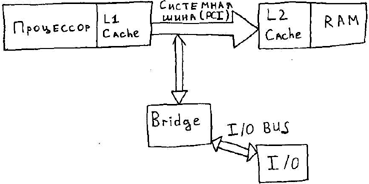 Процессор
L1
Cache
Системная
шина (PCI)
L2
Cache
RAM
Bridge
I/O BUS
I/O